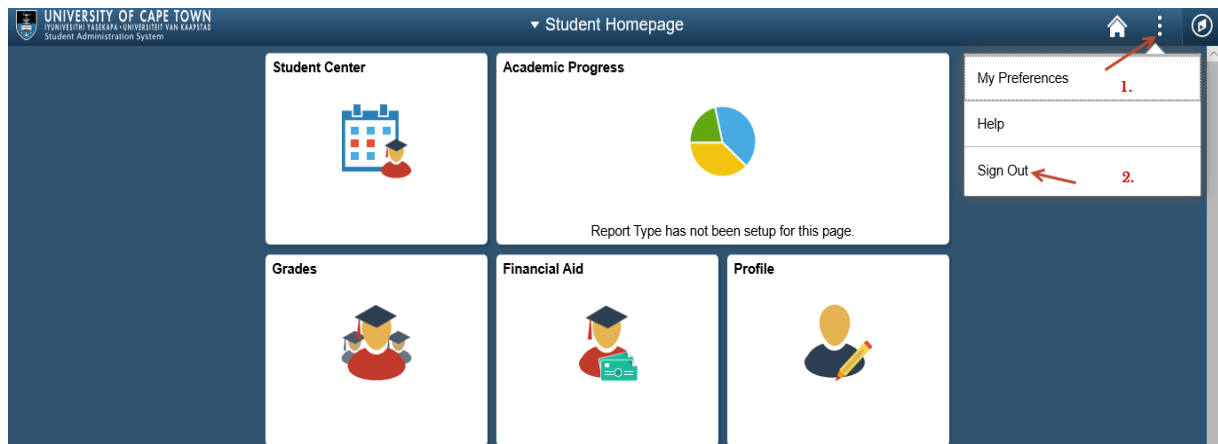 UNIVERSITY OF CAPE TOWN
IYUNIVESITHI YASEKAPA • UNIVERSITEIT VAN KAAPSTAD
Student Administration System
▼ Student Homepage
Student Center
Academic Progress
Report Type has not been setup for this page.
My Preferences
1.
Help
Sign Out
2.
Grades
Financial Aid
Profile